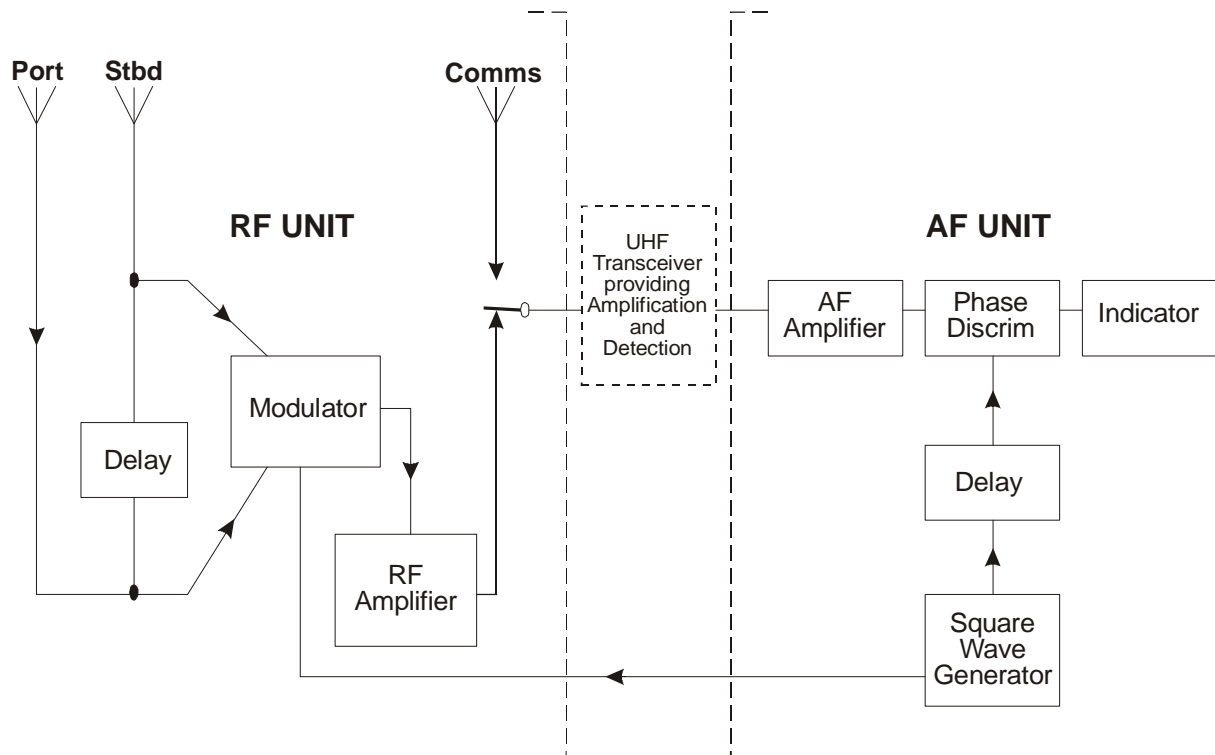 Port
Stbd
Comms
RF UNIT
AF UNIT
UHF
Transceiver
providing
Amplification
and
Detection
AF
Amplifier
Phase
Discrim
Indicator
Modulator
Delay
Delay
RF
Amplifier
Square
Wave
Generator